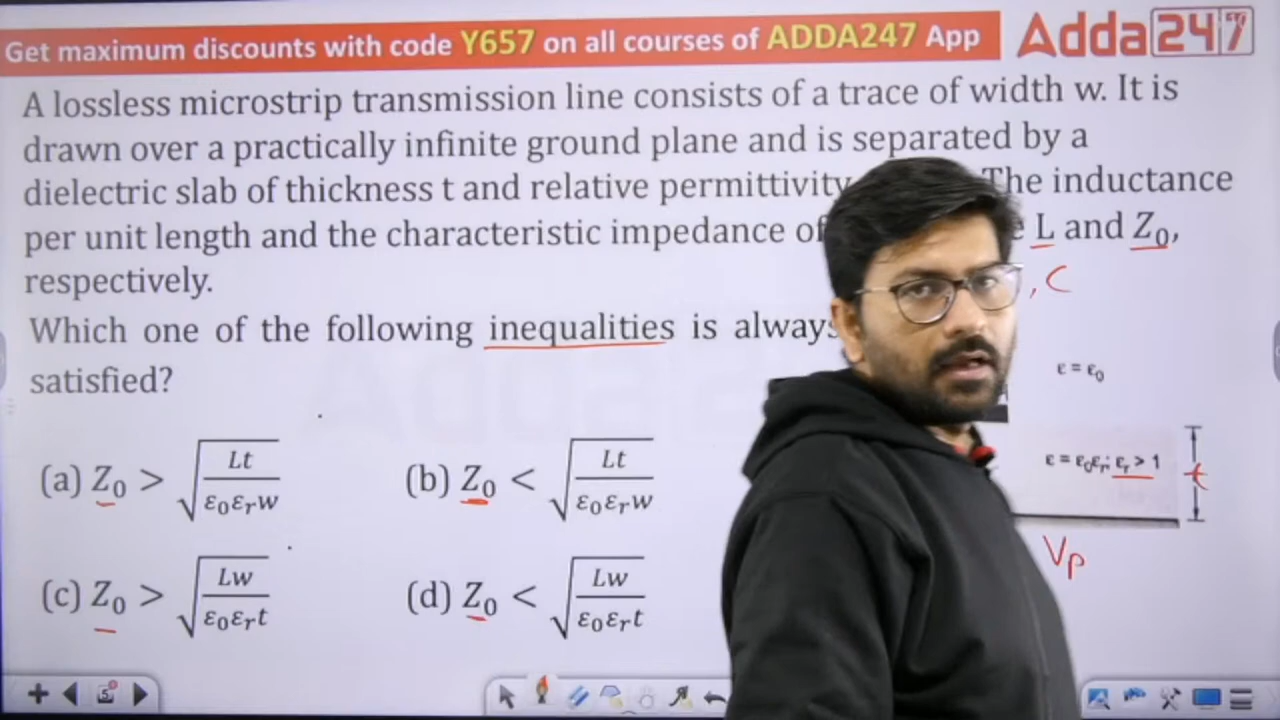 Get maximum discounts with code Y657 on all courses of ADDA247 App
Adda247
A lossless microstrip transmission line consists of a trace of width w. It is
drawn over a practically infinite ground plane and is separated by a
dielectric slab of thickness t and relative permittivity The inductance
per unit length and the characteristic impedance of L and Z₀,
respectively.
, C
Which one of the following inequalities is always
satisfied?
ε = ε₀
(a) Z₀ > √(Lt/ε₀εᵣw)
(b) Z₀ < √(Lt/ε₀εᵣw)
ε = ε₀εᵣ; εᵣ > 1
t
Vp
(c) Z₀ > √(Lw/ε₀εᵣt)
(d) Z₀ < √(Lw/ε₀εᵣt)